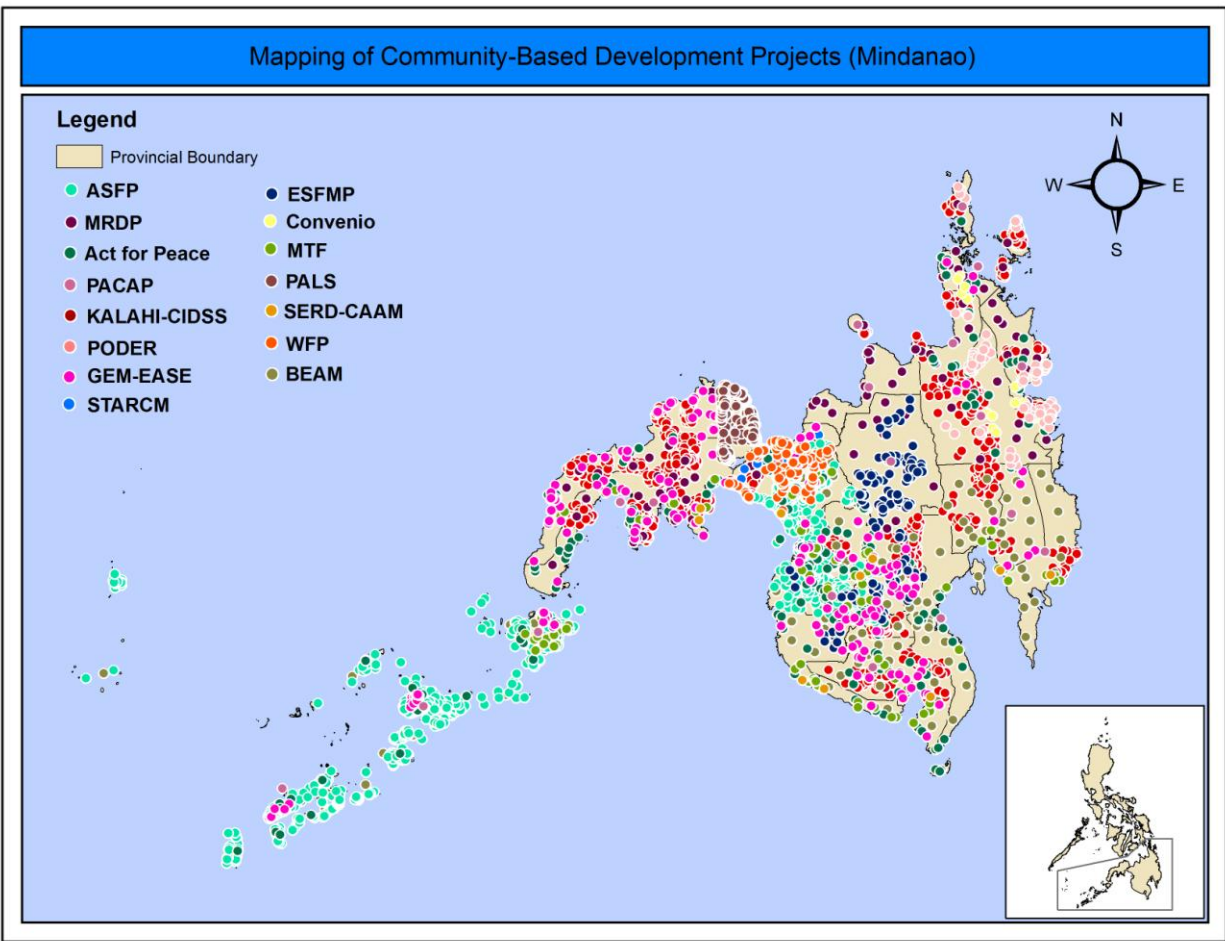 Mapping of Community-Based Development Projects (Mindanao)
Legend
Provincial Boundary
ASFP
MRDP
Act for Peace
PACAP
KALAHI-CIDSS
PODER
GEM-EASE
STARCM
ESFMP
Convenio
MTF
PALS
SERD-CAAM
WFP
BEAM
N
W E
S